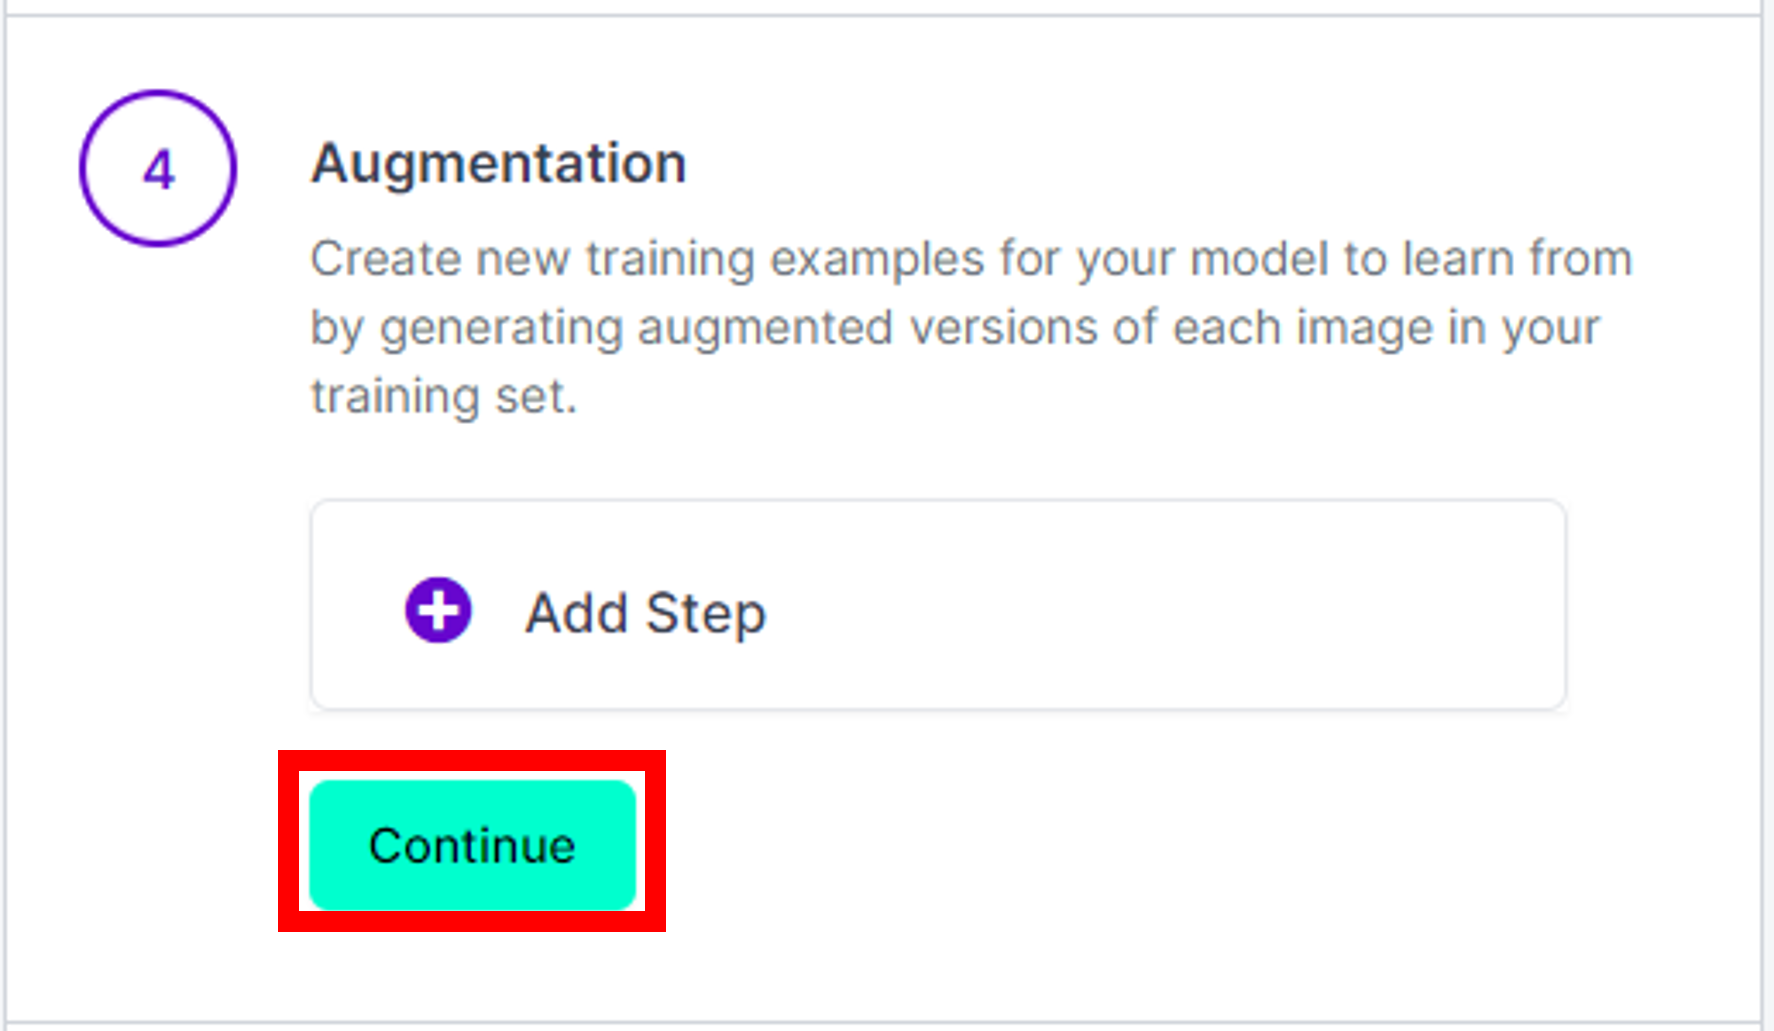 4
Augmentation
Create new training examples for your model to learn from
by generating augmented versions of each image in your
training set.
Add Step
Continue